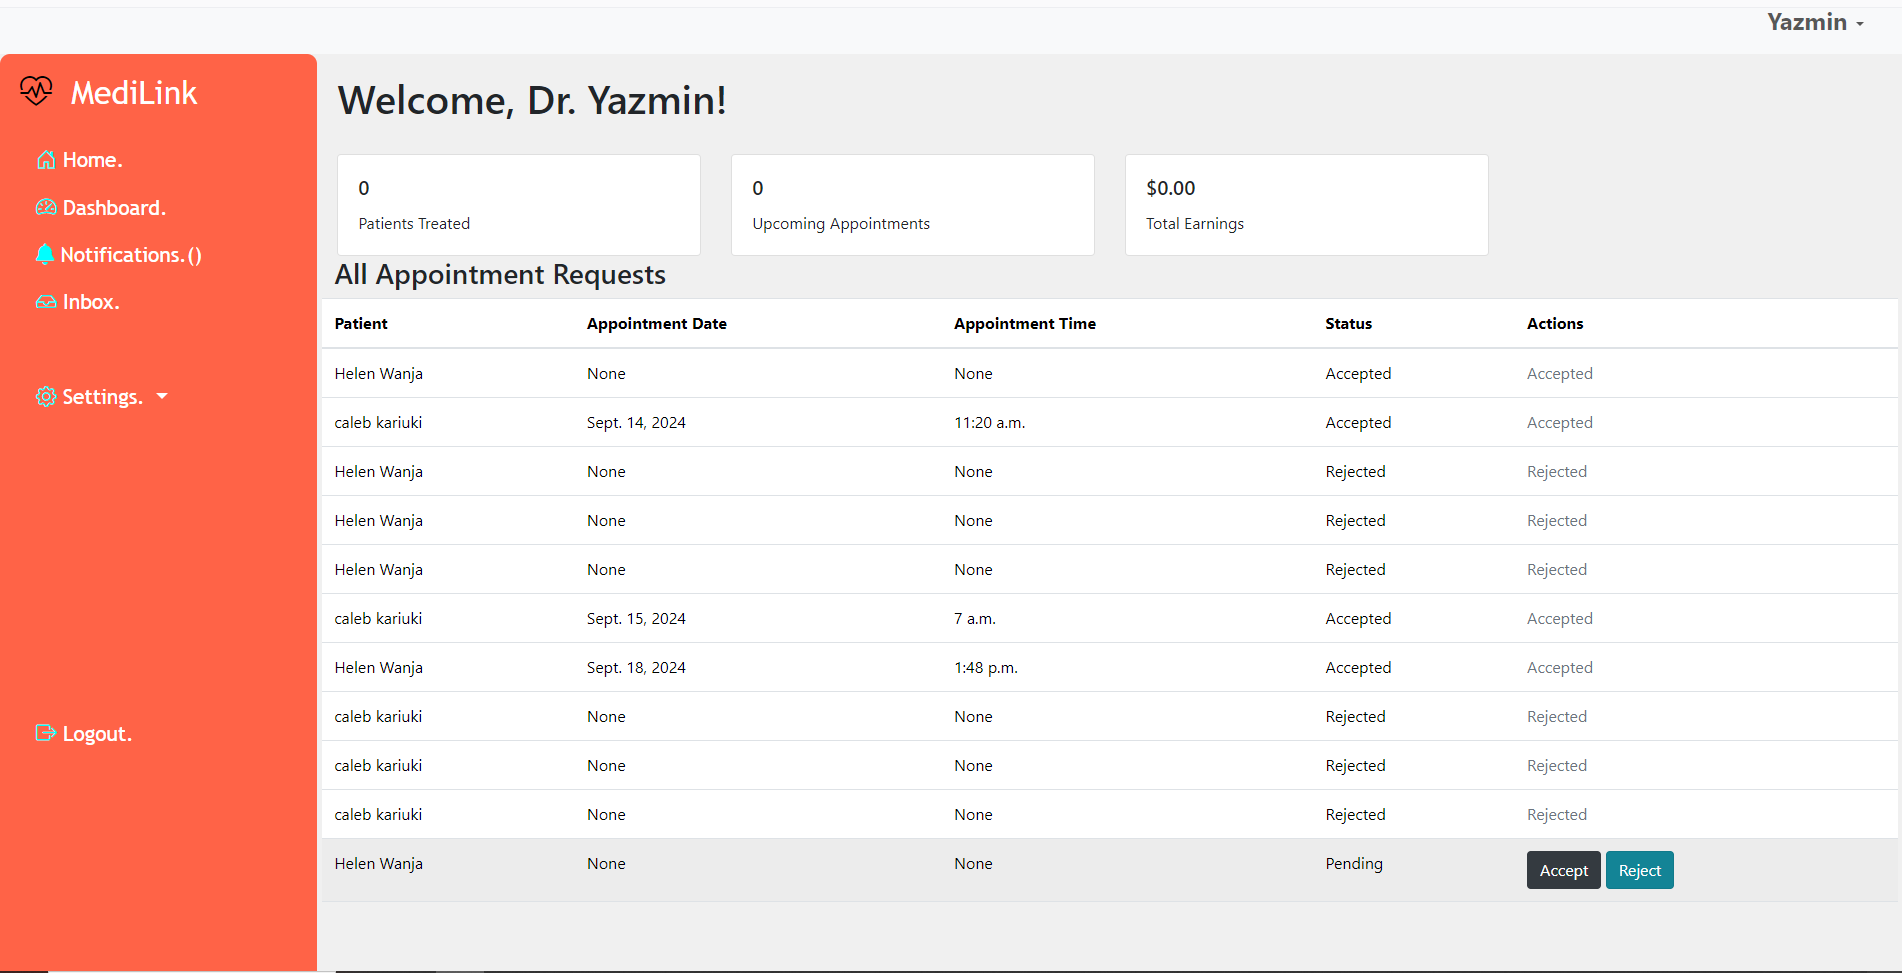 Yazmin
MediLink
Home.
Dashboard.
Notifications.()
Inbox.
Settings.
Logout.
Welcome, Dr. Yazmin!
0
Patients Treated
0
Upcoming Appointments
$0.00
Total Earnings
All Appointment Requests
Patient Appointment Date Appointment Time Status Actions
Helen Wanja None None Accepted Accepted
caleb kariuki Sept. 14, 2024 11:20 a.m. Accepted Accepted
Helen Wanja None None Rejected Rejected
Helen Wanja None None Rejected Rejected
Helen Wanja None None Rejected Rejected
caleb kariuki Sept. 15, 2024 7 a.m. Accepted Accepted
Helen Wanja Sept. 18, 2024 1:48 p.m. Accepted Accepted
caleb kariuki None None Rejected Rejected
caleb kariuki None None Rejected Rejected
caleb kariuki None None Rejected Rejected
Helen Wanja None None Pending Accept Reject